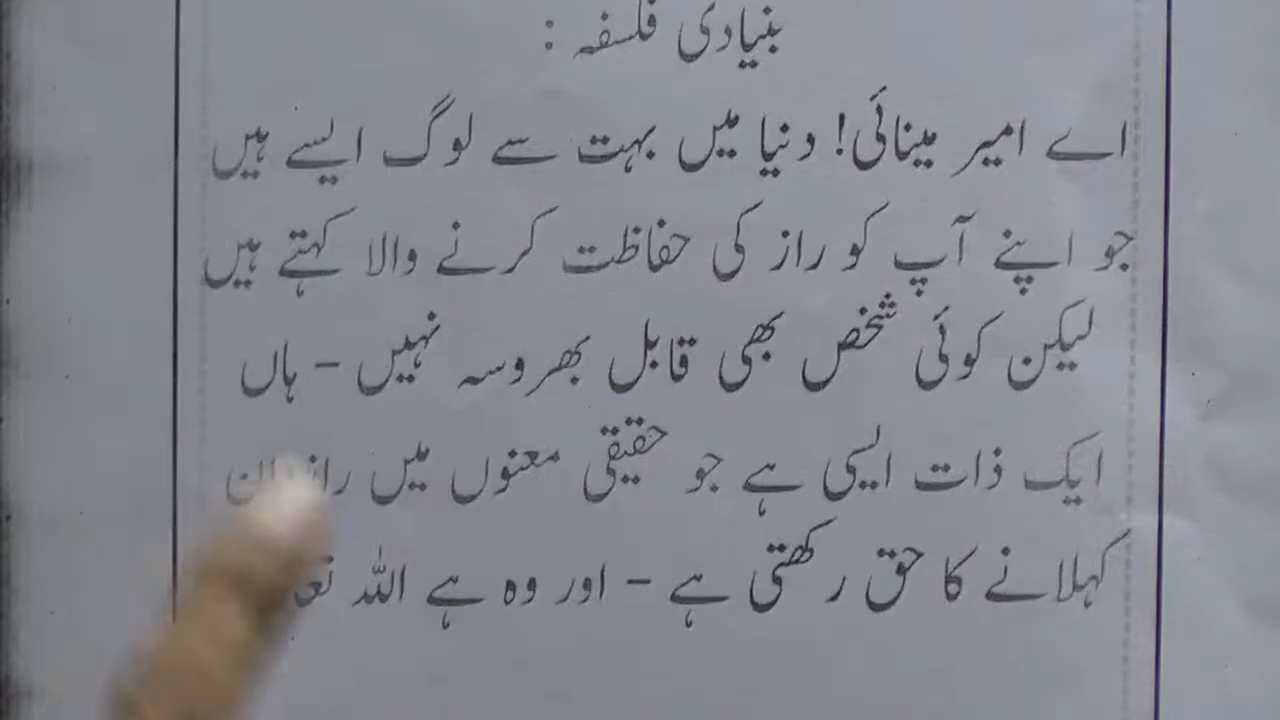 بنیادی فلسفہ :
اے امیر مینائی! دنیا میں بہت سے لوگ ایسے ہیں
جو اپنے آپ کو راز کی حفاظت کرنے والا کہتے ہیں
لیکن کوئی شخص بھی قابل بھروسہ نہیں - ہاں
ایک ذات ایسی ہے جو حقیقی معنوں میں
کہلانے کا حق رکھتی ہے - اور وہ ہے اللہ